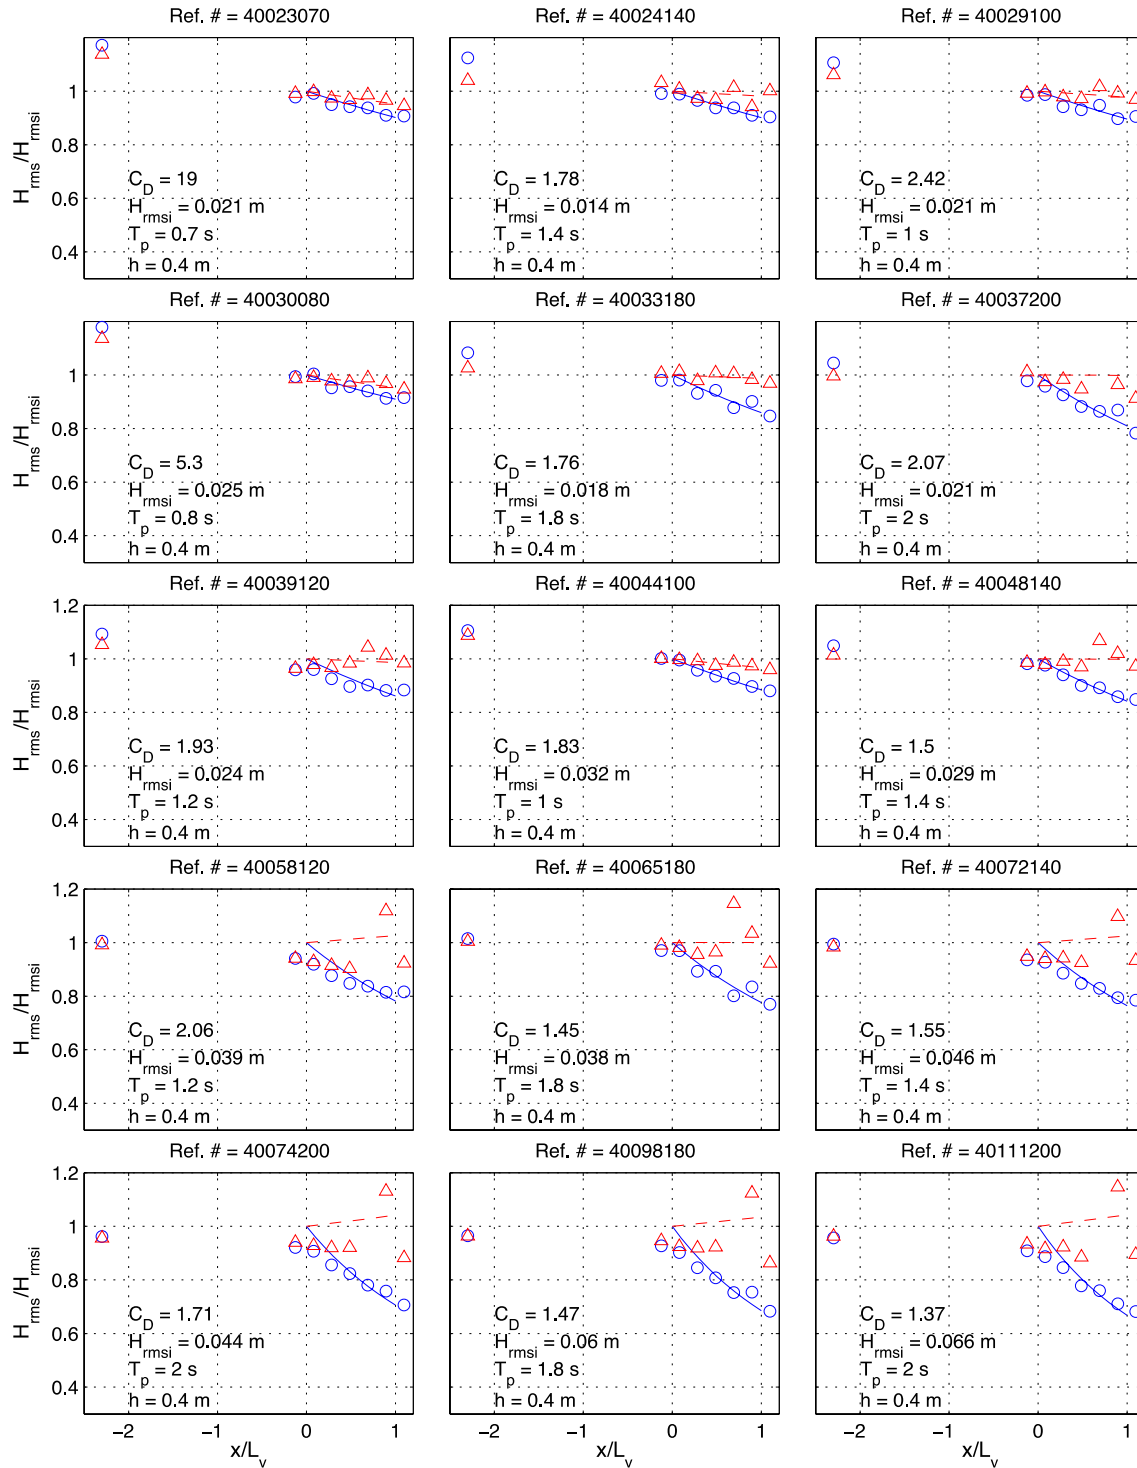 Ref. # = 40023070
Ref. # = 40024140
Ref. # = 40029100
H_rms/H_rmsi
1
0.8
0.6
0.4
C_D = 19
H_rmsi = 0.021 m
T_p = 0.7 s
h = 0.4 m
C_D = 1.78
H_rmsi = 0.014 m
T_p = 1.4 s
h = 0.4 m
C_D = 2.42
H_rmsi = 0.021 m
T_p = 1 s
h = 0.4 m
Ref. # = 40030080
Ref. # = 40033180
Ref. # = 40037200
H_rms/H_rmsi
1
0.8
0.6
0.4
C_D = 5.3
H_rmsi = 0.025 m
T_p = 0.8 s
h = 0.4 m
C_D = 1.76
H_rmsi = 0.018 m
T_p = 1.8 s
h = 0.4 m
C_D = 2.07
H_rmsi = 0.021 m
T_p = 2 s
h = 0.4 m
Ref. # = 40039120
Ref. # = 40044100
Ref. # = 40048140
H_rms/H_rmsi
1.2
1
0.8
0.6
0.4
C_D = 1.93
H_rmsi = 0.024 m
T_p = 1.2 s
h = 0.4 m
C_D = 1.83
H_rmsi = 0.032 m
T_p = 1 s
h = 0.4 m
C_D = 1.5
H_rmsi = 0.029 m
T_p = 1.4 s
h = 0.4 m
Ref. # = 40058120
Ref. # = 40065180
Ref. # = 40072140
H_rms/H_rmsi
1.2
1
0.8
0.6
0.4
C_D = 2.06
H_rmsi = 0.039 m
T_p = 1.2 s
h = 0.4 m
C_D = 1.45
H_rmsi = 0.038 m
T_p = 1.8 s
h = 0.4 m
C_D = 1.55
H_rmsi = 0.046 m
T_p = 1.4 s
h = 0.4 m
Ref. # = 40074200
Ref. # = 40098180
Ref. # = 40111200
H_rms/H_rmsi
1.2
1
0.8
0.6
0.4
C_D = 1.71
H_rmsi = 0.044 m
T_p = 2 s
h = 0.4 m
C_D = 1.47
H_rmsi = 0.06 m
T_p = 1.8 s
h = 0.4 m
C_D = 1.37
H_rmsi = 0.066 m
T_p = 2 s
h = 0.4 m
−2 −1 0 1
−2 −1 0 1
−2 −1 0 1
x/L_v
x/L_v
x/L_v